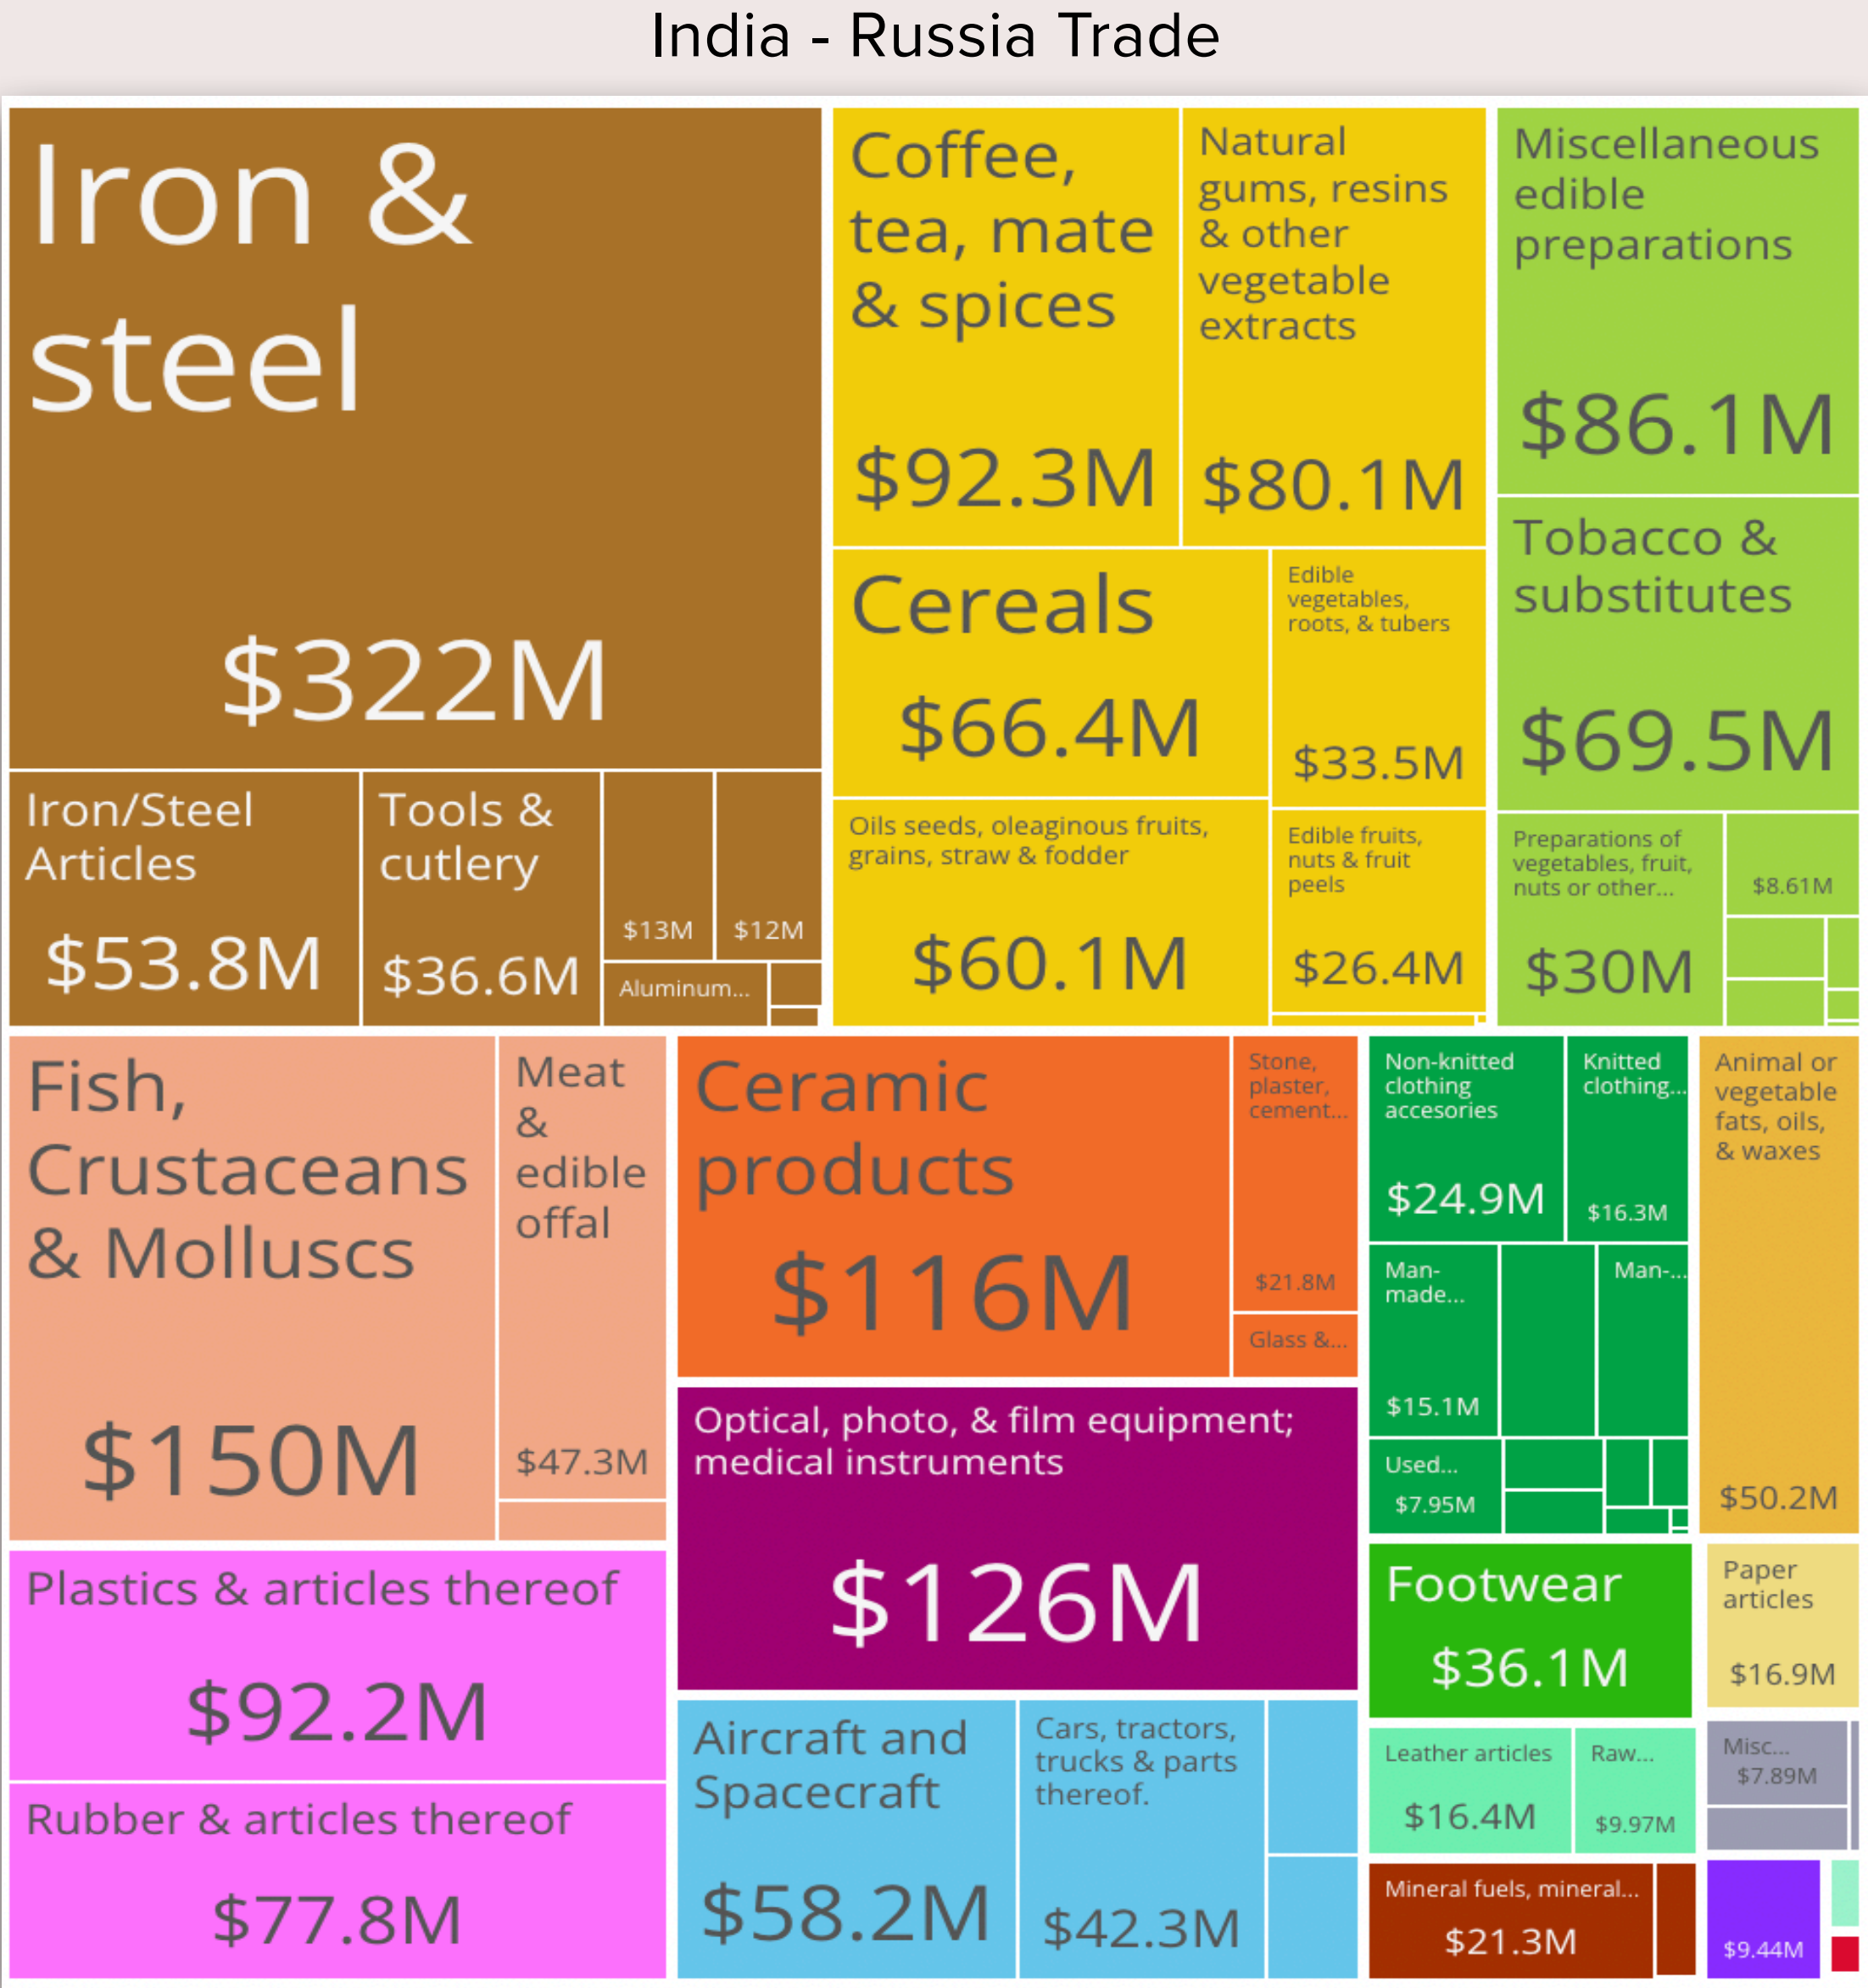 India - Russia Trade
Iron &
steel
$322M
Iron/Steel
Articles
$53.8M
Tools &
cutlery
$36.6M
$13M
$12M
Aluminum...
Coffee,
tea, mate
& spices
$92.3M
Natural
gums, resins
& other
vegetable
extracts
$80.1M
Cereals
$66.4M
Edible
vegetables,
roots, & tubers
$33.5M
Oils seeds, oleaginous fruits,
grains, straw & fodder
$60.1M
Edible fruits,
nuts & fruit
peels
$26.4M
Miscellaneous
edible
preparations
$86.1M
Tobacco &
substitutes
$69.5M
Preparations of
vegetables, fruit,
nuts or other...
$30M
$8.61M
Fish,
Crustaceans
& Molluscs
$150M
Meat
&
edible
offal
$47.3M
Plastics & articles thereof
$92.2M
Rubber & articles thereof
$77.8M
Ceramic
products
$116M
Stone,
plaster,
cement...
$21.8M
Glass &...
Optical, photo, & film equipment;
medical instruments
$126M
Aircraft and
Spacecraft
$58.2M
Cars, tractors,
trucks & parts
thereof.
$42.3M
Non-knitted
clothing
accesories
$24.9M
Knitted
clothing...
$16.3M
Man-
made...
$15.1M
Man-...
Used...
$7.95M
Animal or
vegetable
fats, oils,
& waxes
$50.2M
Footwear
$36.1M
Paper
articles
$16.9M
Leather articles
$16.4M
Raw...
$9.97M
Misc...
$7.89M
Mineral fuels, mineral...
$21.3M
$9.44M